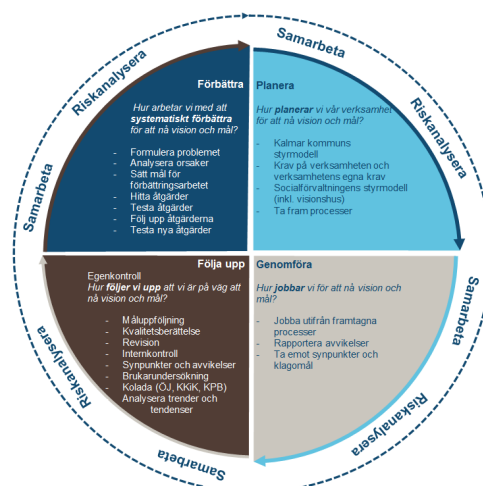 Samarbeta
Riskanalysera
Samarbeta
Riskanalysera
Samarbeta
Riskanalysera
Samarbeta
Riskanalysera
Förbättra
Hur arbetar vi med att
systematiskt förbättra
för att nå vision och mål?
- Formulera problemet
- Analysera orsaker
- Sätt mål för
förbättringsarbetet
- Hitta åtgärder
- Testa åtgärder
- Följ upp åtgärderna
- Testa nya åtgärder
Planera
Hur planerar vi vår verksamhet
för att nå vision och mål?
- Kalmar kommuns
styrmodell
- Krav på verksamheten och
verksamhetens egna krav
- Socialförvaltningens styrmodell
(inkl. visionshus)
- Ta fram processer
Följa upp
Egenkontroll
Hur följer vi upp att vi är på väg att
nå vision och mål?
- Måluppföljning
- Kvalitetsberättelse
- Revision
- Internkontroll
- Synpunkter och avvikelser
- Brukarundersökning
- Kolada (ÖJ, KKiK, KPB)
- Analysera trender och
tendenser
Genomföra
Hur jobbar vi för att nå vision och
mål?
- Jobba utifrån framtagna
processer
- Rapportera avvikelser
- Ta emot synpunkter och
klagomål